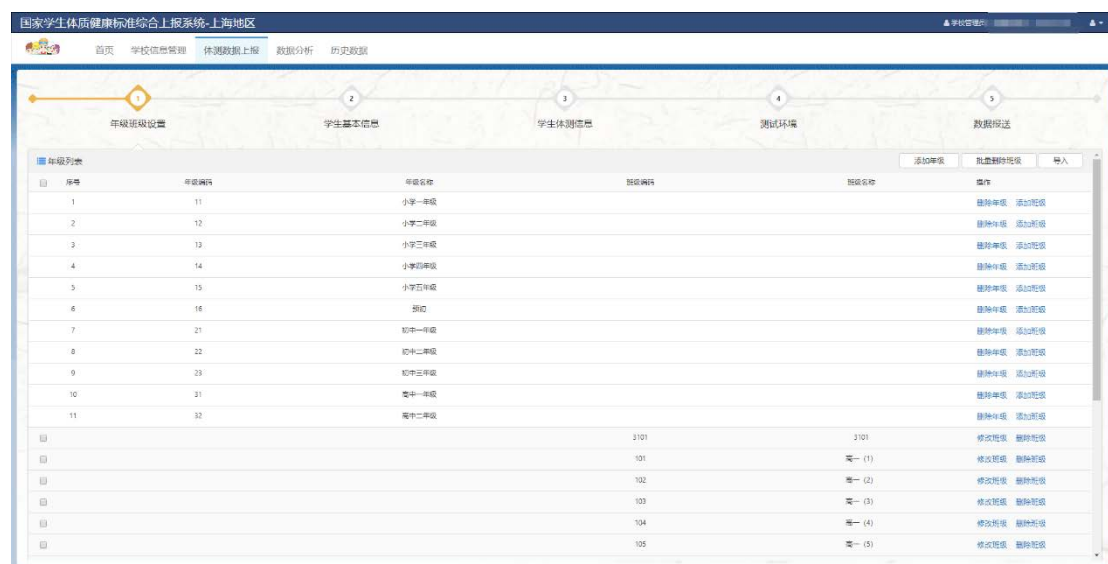 国家学生体质健康标准综合上报系统-上海地区 学校管理员
首页 学校信息管理 体测数据上报 数据分析 历史数据
1 2 3 4 5
年级班级设置 学生基本信息 学生体测信息 测试环境 数据报送
年级列表 添加年级 批量删除班级 导入
序号 年级编码 年级名称 班级编码 班级名称 操作
1 11 小学一年级 删除年级 添加班级
2 12 小学二年级 删除年级 添加班级
3 13 小学三年级 删除年级 添加班级
4 14 小学四年级 删除年级 添加班级
5 15 小学五年级 删除年级 添加班级
6 16 预初 删除年级 添加班级
7 21 初中一年级 删除年级 添加班级
8 22 初中二年级 删除年级 添加班级
9 23 初中三年级 删除年级 添加班级
10 31 高中一年级 删除年级 添加班级
11 32 高中二年级 删除年级 添加班级
3101 3101 修改班级 删除班级
101 高一 (1) 修改班级 删除班级
102 高一 (2) 修改班级 删除班级
103 高一 (3) 修改班级 删除班级
104 高一 (4) 修改班级 删除班级
105 高一 (5) 修改班级 删除班级